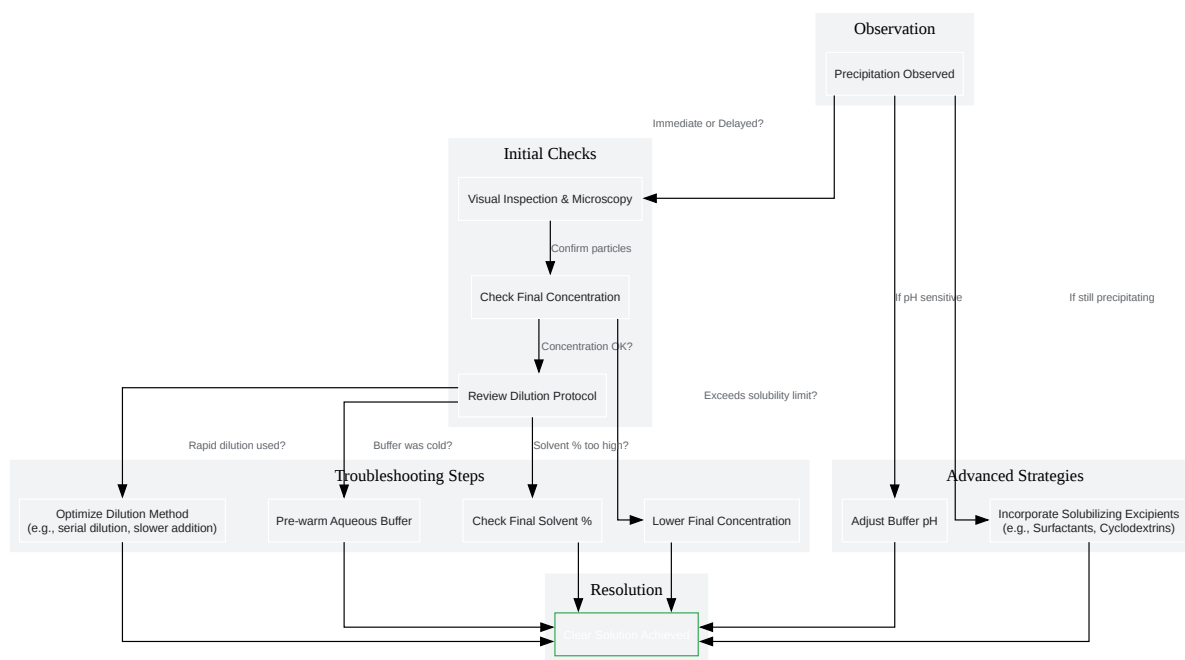 Observation
Precipitation Observed
Immediate or Delayed?
Initial Checks
Visual Inspection & Microscopy
Confirm particles
Check Final Concentration
If pH sensitive
If still precipitating
Concentration OK?
Review Dilution Protocol
Exceeds solubility limit?
Rapid dilution used?
Buffer was cold?
Solvent % too high?
Troubleshooting Steps
Optimize Dilution Method
(e.g., serial dilution, slower addition)
Pre-warm Aqueous Buffer
Check Final Solvent %
Lower Final Concentration
Advanced Strategies
Adjust Buffer pH
Incorporate Solubilizing Excipients
(e.g., Surfactants, Cyclodextrins)
Resolution
Clear Solution Achieved